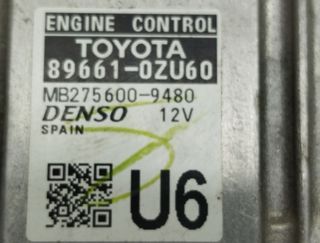 ENGINE CONTROL
TOYOTA
89661-0ZU60
MB275600-9480
DENSO 12V
SPAIN
U6